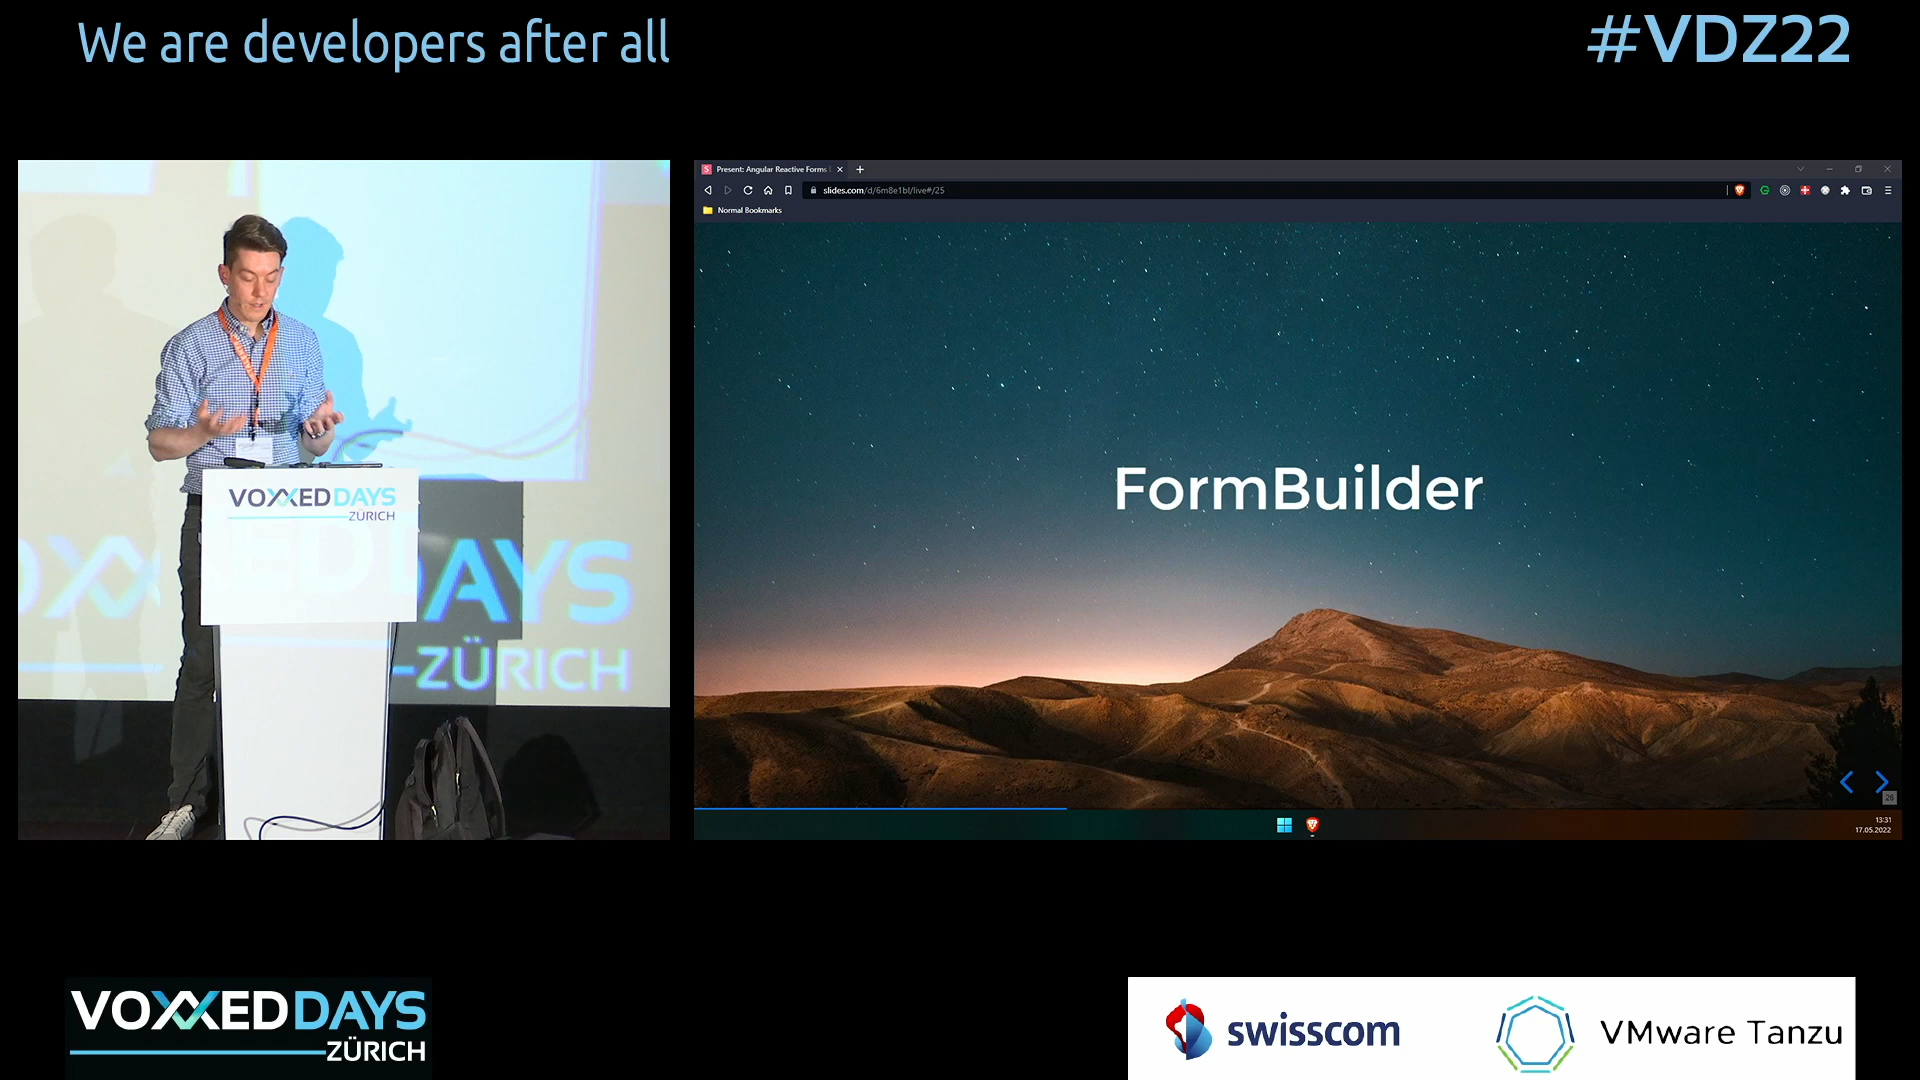 We are developers after all
#VDZ22
Present: Angular Reactive Forms
slides.com/d/6m8e1bl/live#/25
Normal Bookmarks
FormBuilder
26
13:31
17.05.2022
VOXXED DAYS
ZÜRICH
DAYS
-ZÜRICH
VOXXED DAYS
ZÜRICH
swisscom
VMware Tanzu